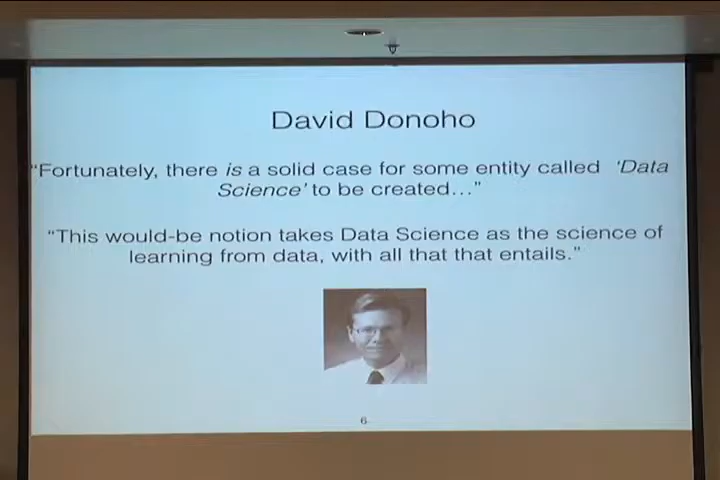 David Donoho
“Fortunately, there is a solid case for some entity called ‘Data
Science’ to be created…”
“This would-be notion takes Data Science as the science of
learning from data, with all that that entails.”
6